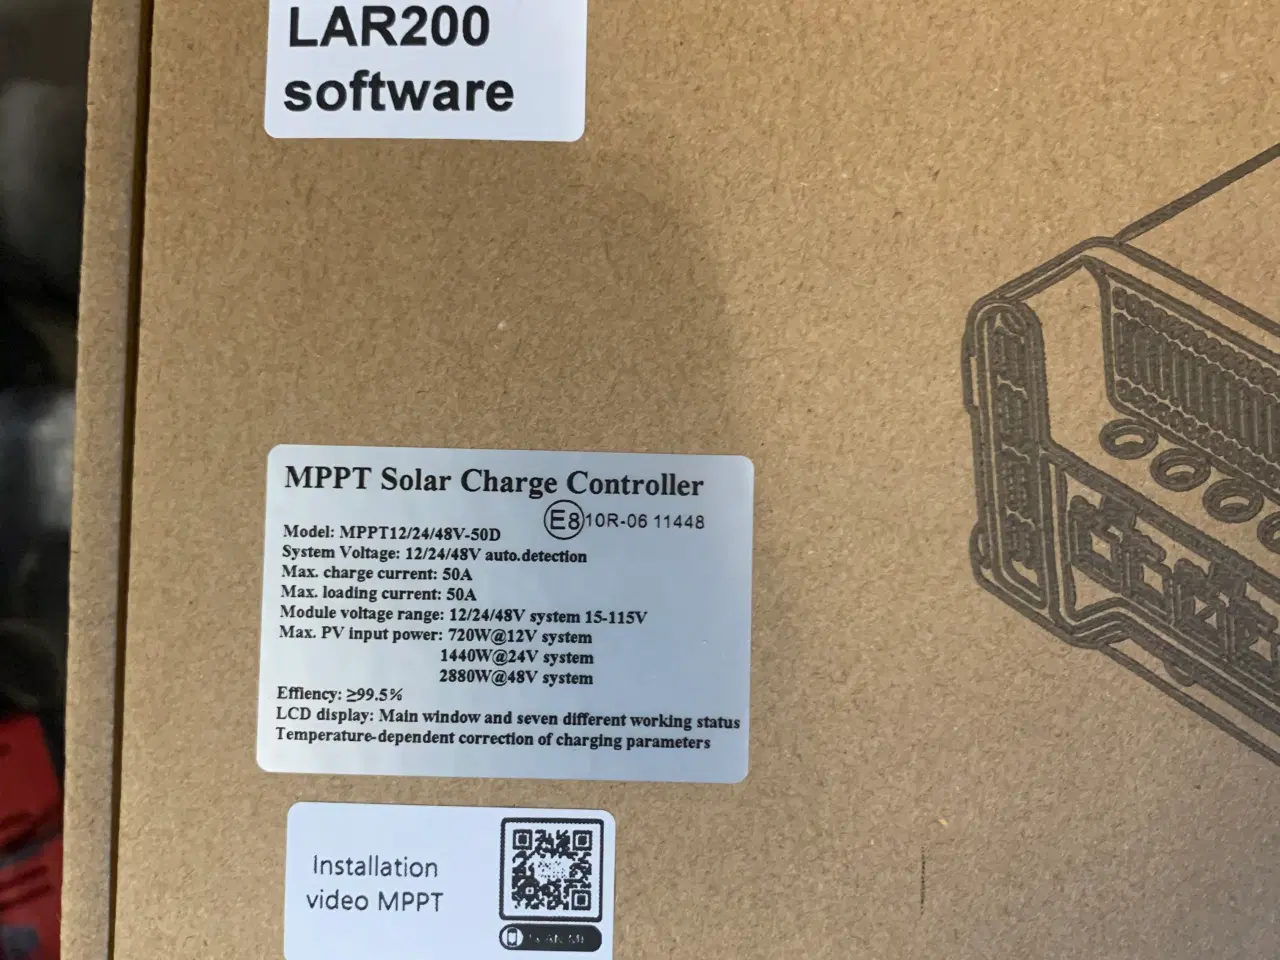 LAR200
software
MPPT Solar Charge Controller
E8 10R-06 11448
Model: MPPT12/24/48V-50D
System Voltage: 12/24/48V auto.detection
Max. charge current: 50A
Max. loading current: 50A
Module voltage range: 12/24/48V system 15-115V
Max. PV input power: 720W@12V system
1440W@24V system
2880W@48V system
Effiency: ≥99.5%
LCD display: Main window and seven different working status
Temperature-dependent correction of charging parameters
Installation
video MPPT
SCAN ME